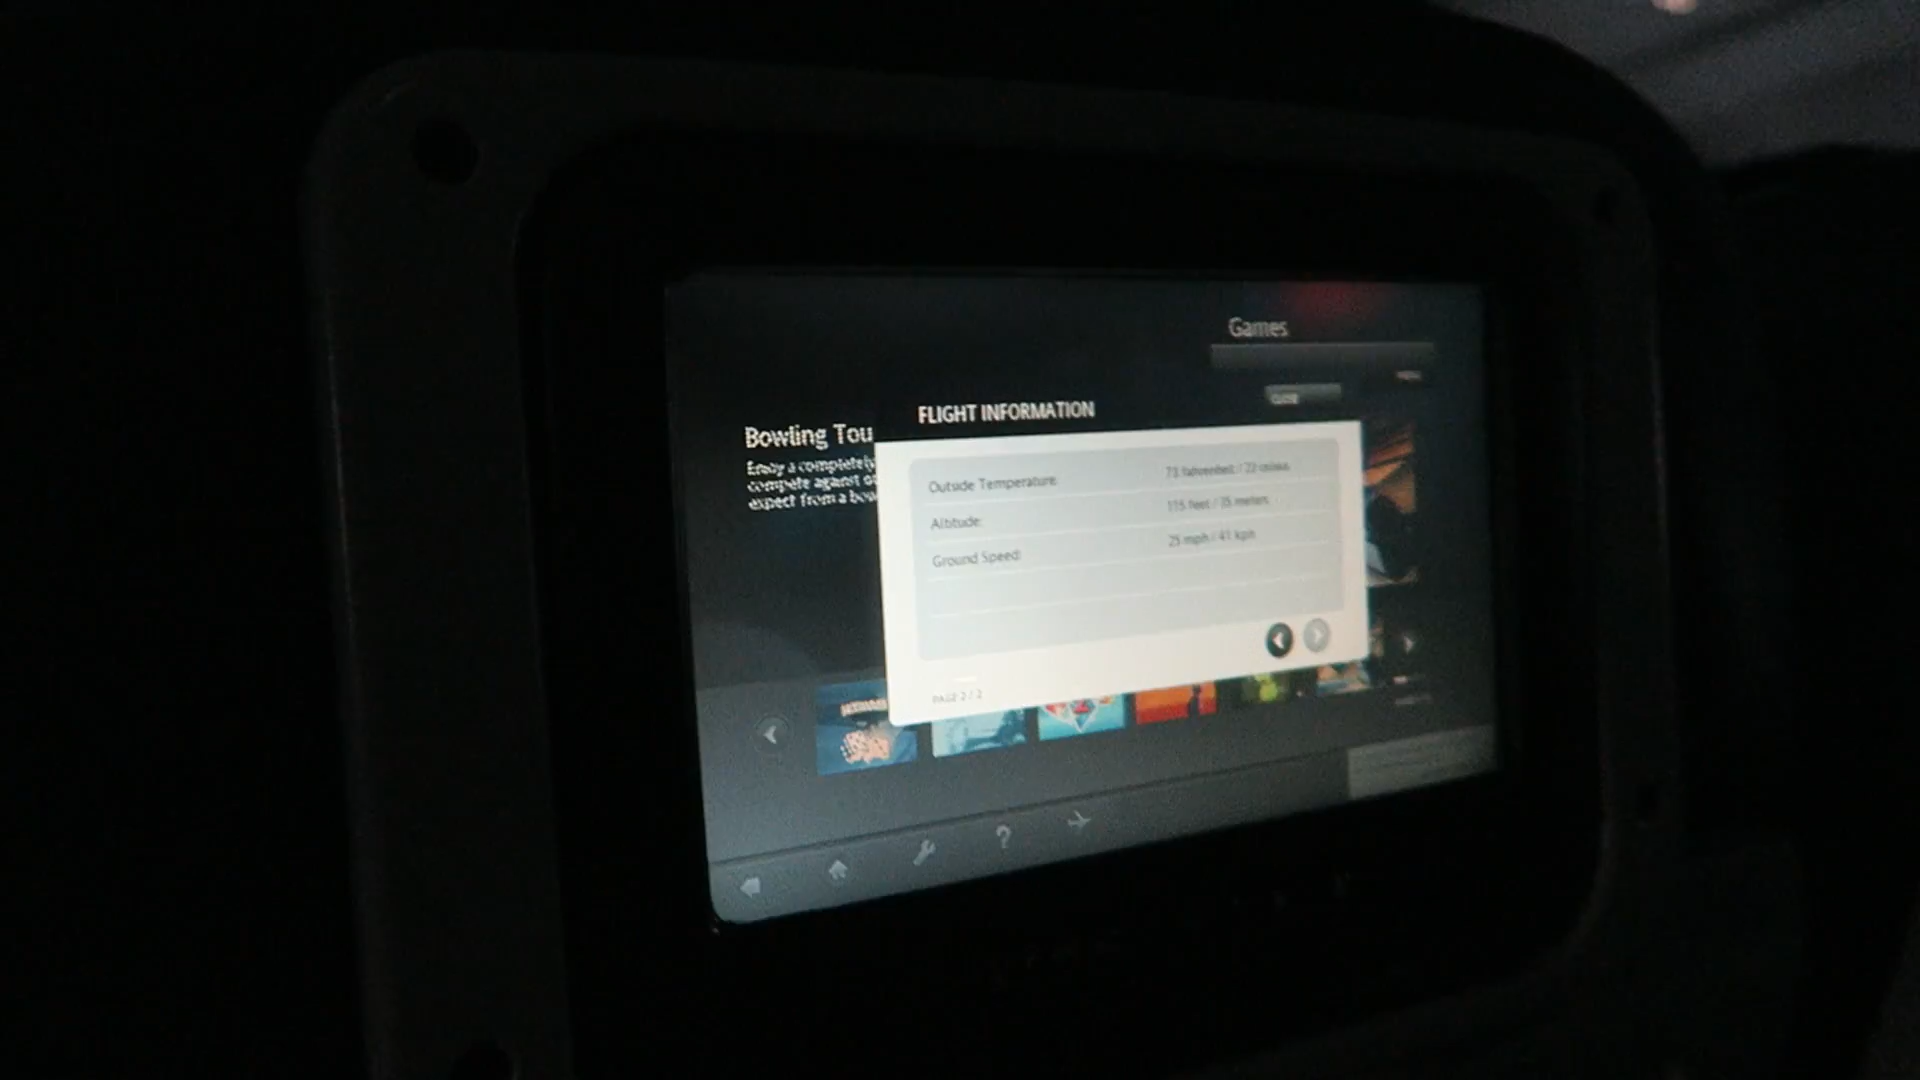 Games
CLOSE
FLIGHT INFORMATION
Bowling Tou
Enjoy a completely
compete against o
expect from a bow
Outside Temperature: 73 fahrenheit / 22 celsius
Altitude: 115 feet / 35 meters
Ground Speed: 25 mph / 41 kph
PAGE 2 / 2
?